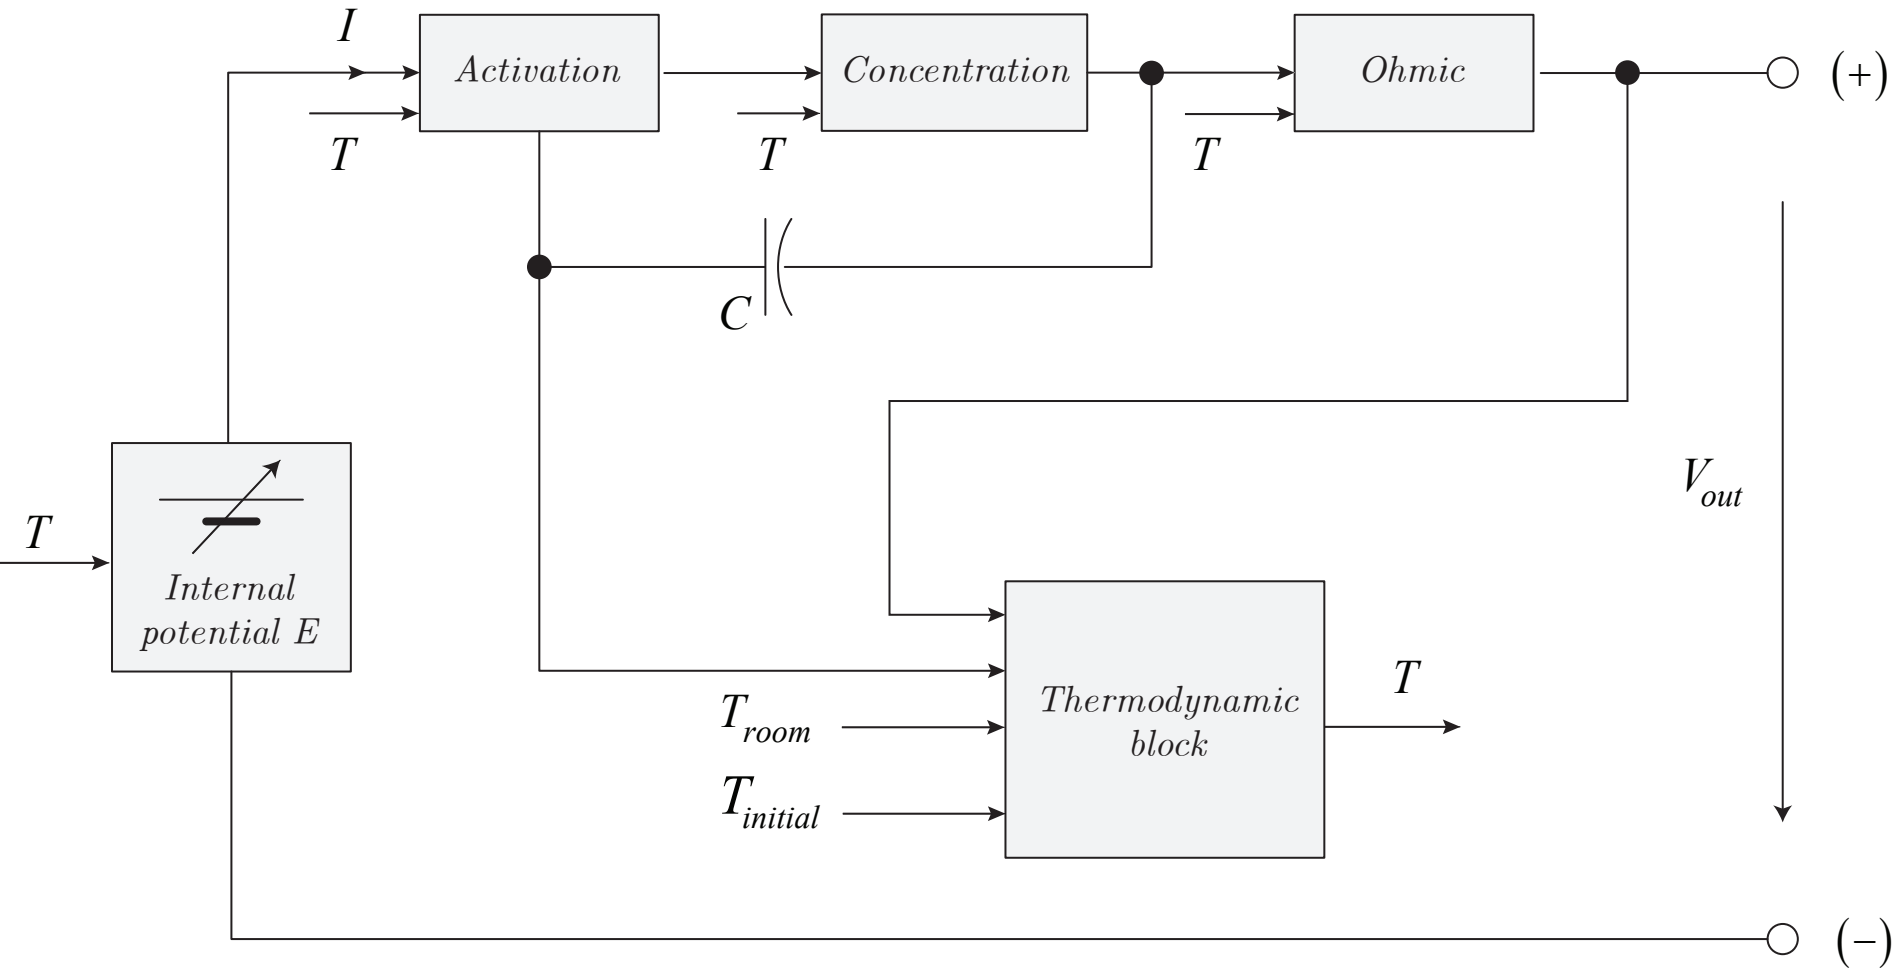 I
Activation
Concentration
Ohmic
(+)
T
T
T
C
V_out
T
Internal
potential E
T_room
Thermodynamic
block
T
T_initial
(−)